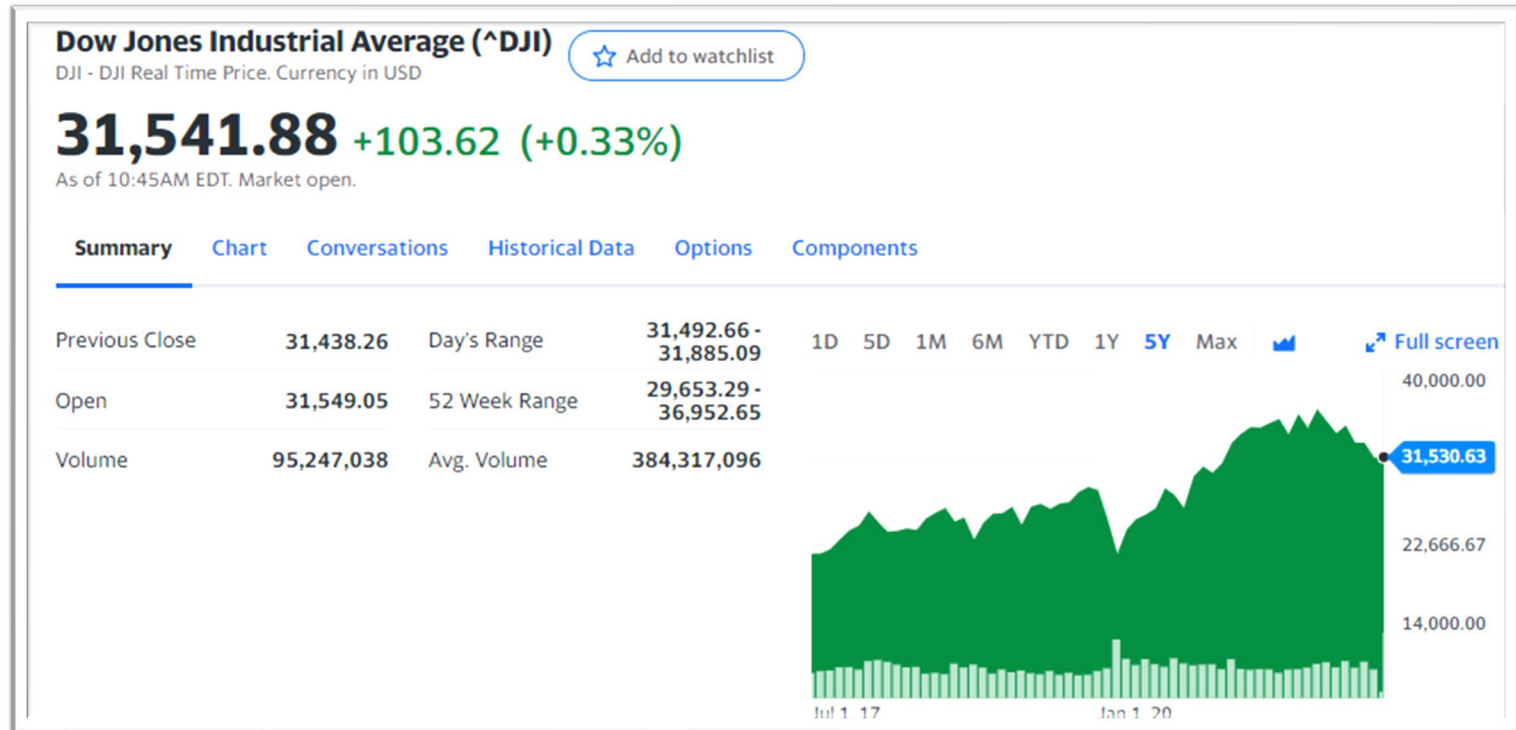 Dow Jones Industrial Average (^DJI)
Add to watchlist
DJI - DJI Real Time Price. Currency in USD
31,541.88 +103.62 (+0.33%)
As of 10:45AM EDT. Market open.
Summary Chart Conversations Historical Data Options Components
Previous Close 31,438.26
Open 31,549.05
Volume 95,247,038
Day's Range 31,492.66 -
31,885.09
52 Week Range 29,653.29 -
36,952.65
Avg. Volume 384,317,096
1D 5D 1M 6M YTD 1Y 5Y Max Full screen
40,000.00
31,530.63
22,666.67
14,000.00
Jul 1, 17 Jan 1, 20